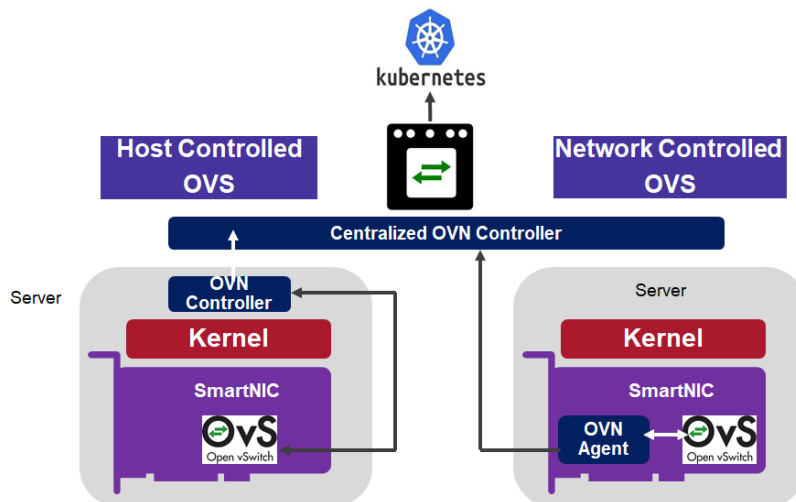 kubernetes
Host Controlled
OVS
Network Controlled
OVS
Centralized OVN Controller
Server
OVN
Controller
Kernel
SmartNIC
OvS
Open vSwitch
Server
Kernel
SmartNIC
OVN
Agent
OvS
Open vSwitch